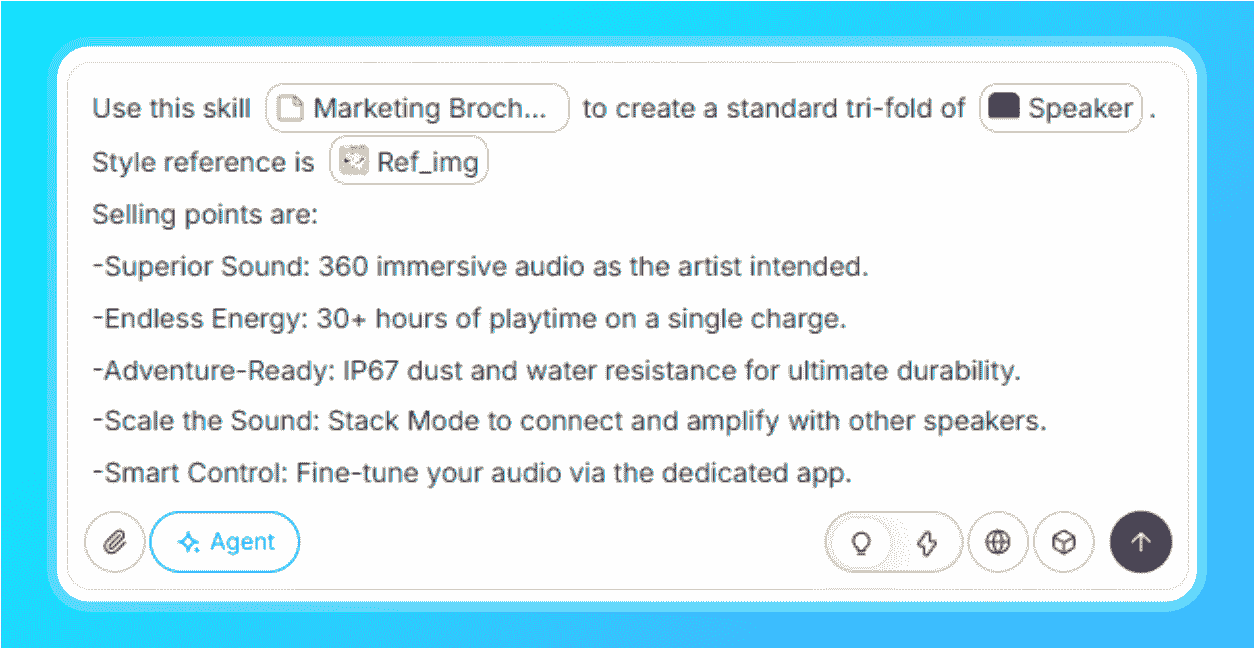 Use this skill Marketing Broch... to create a standard tri-fold of Speaker .
Style reference is Ref_img
Selling points are:
-Superior Sound: 360 immersive audio as the artist intended.
-Endless Energy: 30+ hours of playtime on a single charge.
-Adventure-Ready: IP67 dust and water resistance for ultimate durability.
-Scale the Sound: Stack Mode to connect and amplify with other speakers.
-Smart Control: Fine-tune your audio via the dedicated app.
Agent